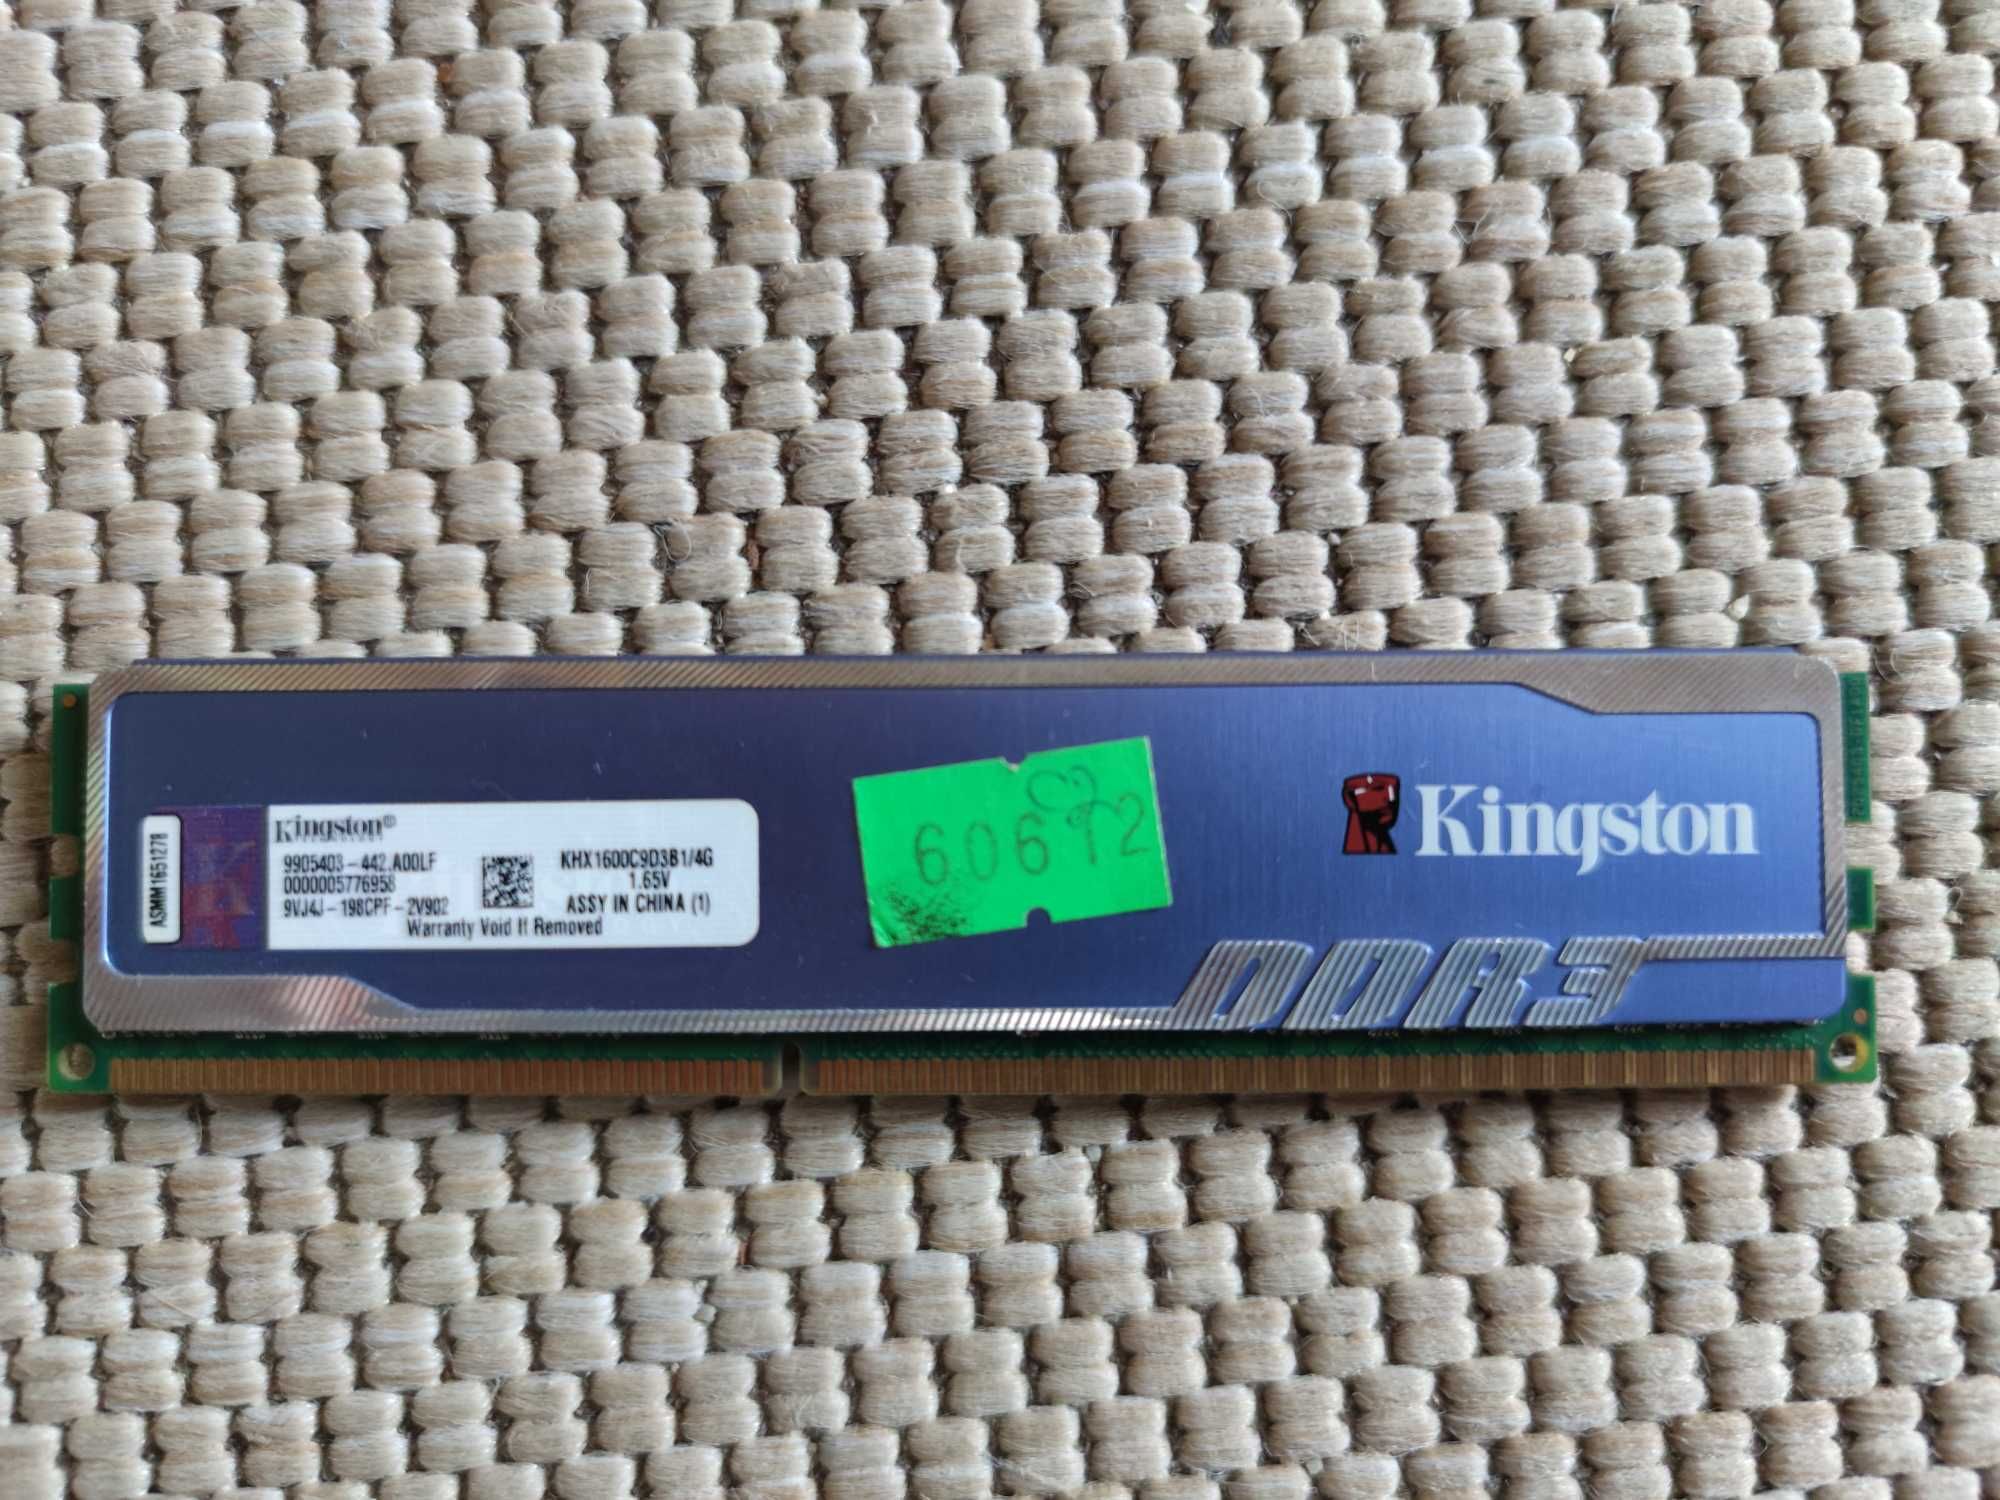 Kingston®
ASMM1651278
9905403-442.A00LF
0000005776958
9VJ4J-198CPF-2V902
KHX1600C9D3B1/4G
1.65V
ASSY IN CHINA (1)
Warranty Void If Removed
60672
Kingston
DDR3